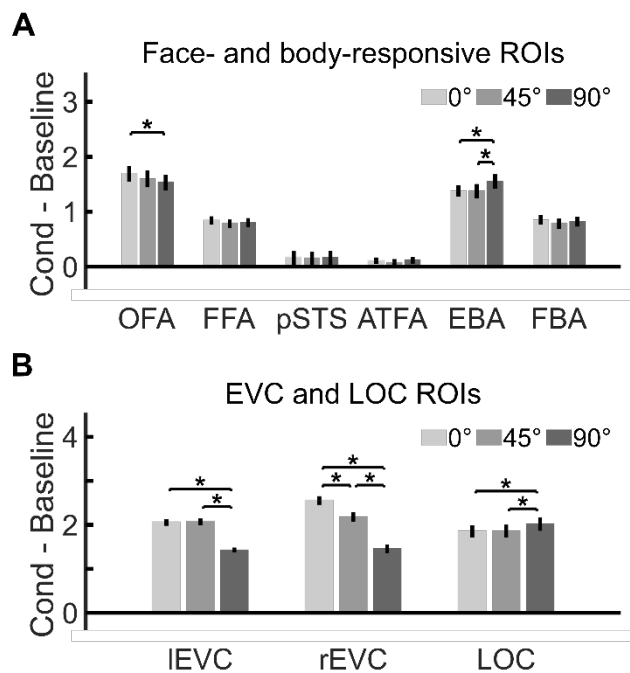 A
Face- and body-responsive ROIs
0° 45° 90°
Cond - Baseline
3
2
1
0
* * *
OFA FFA pSTS ATFA EBA FBA
B
EVC and LOC ROIs
0° 45° 90°
Cond - Baseline
4
2
0
* * * * * * *
lEVC rEVC LOC